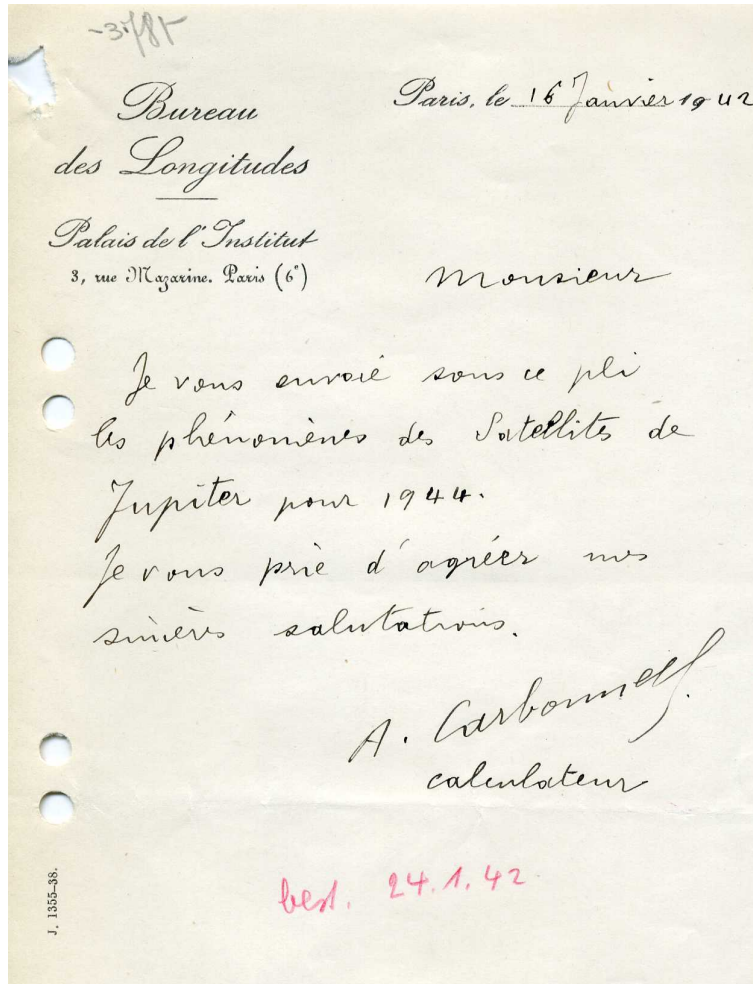 -3.781-
Bureau
des Longitudes
Palais de l'Institut
3, rue Mazarine. Paris (6e)
Paris, le 16 Janvier 1942
Monsieur
Je vous envoie sous ce pli
les phénomènes des Satellites de
Jupiter pour 1944.
Je vous prie d'agréer mes
sincères salutations.
A. Carbonnell
calculateur
best. 24.1.42
J. 1355-38.